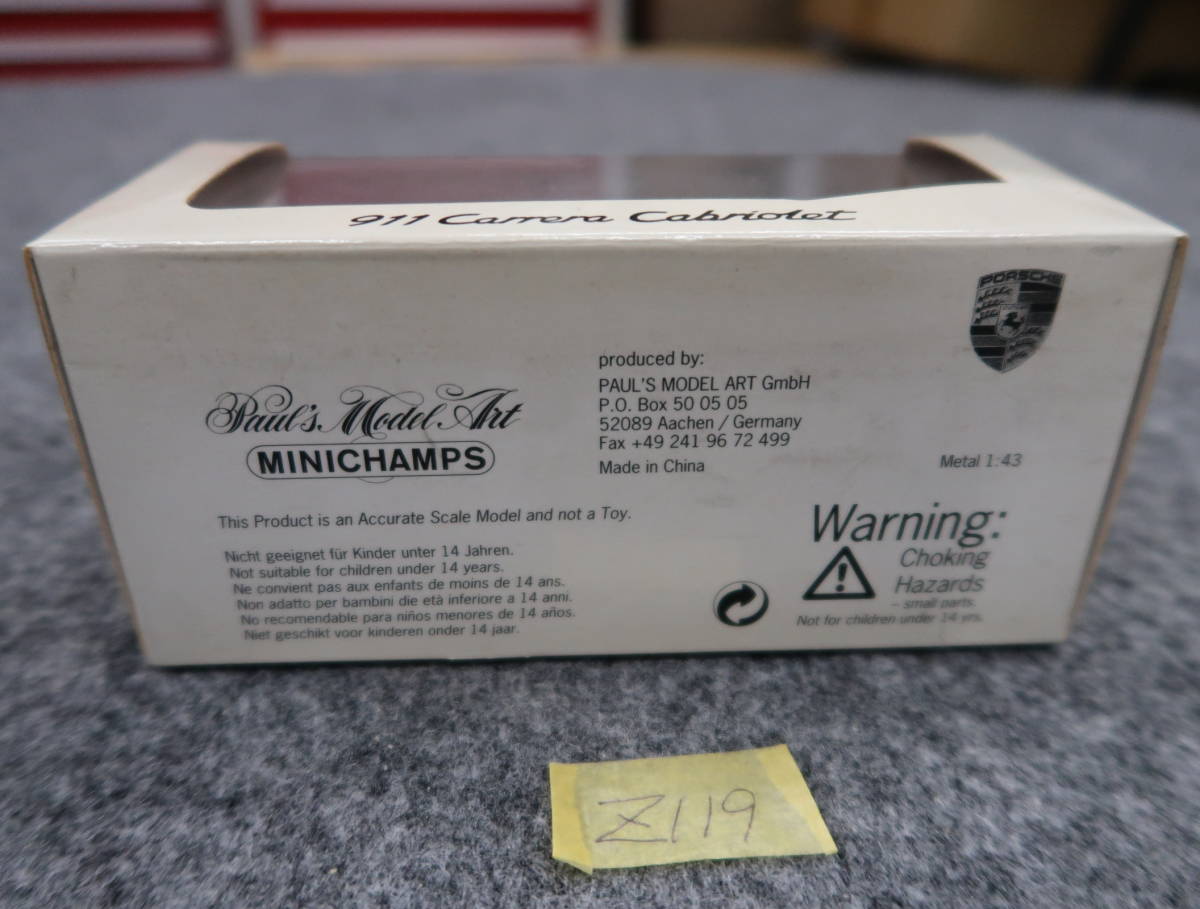 911 Carrera Cabriolet
PORSCHE
Paul's Model Art
MINICHAMPS
produced by:
PAUL'S MODEL ART GmbH
P.O. Box 50 05 05
52089 Aachen / Germany
Fax +49 241 96 72 499
Made in China
Metal 1:43
This Product is an Accurate Scale Model and not a Toy.
Nicht geeignet für Kinder unter 14 Jahren.
Not suitable for children under 14 years.
Ne convient pas aux enfants de moins de 14 ans.
Non adatto per bambini die età inferiore a 14 anni.
No recomendable para niños menores de 14 años.
Niet geschikt voor kinderen onder 14 jaar.
Warning:
Choking
Hazards
– small parts.
Not for children under 14 yrs.
Z119